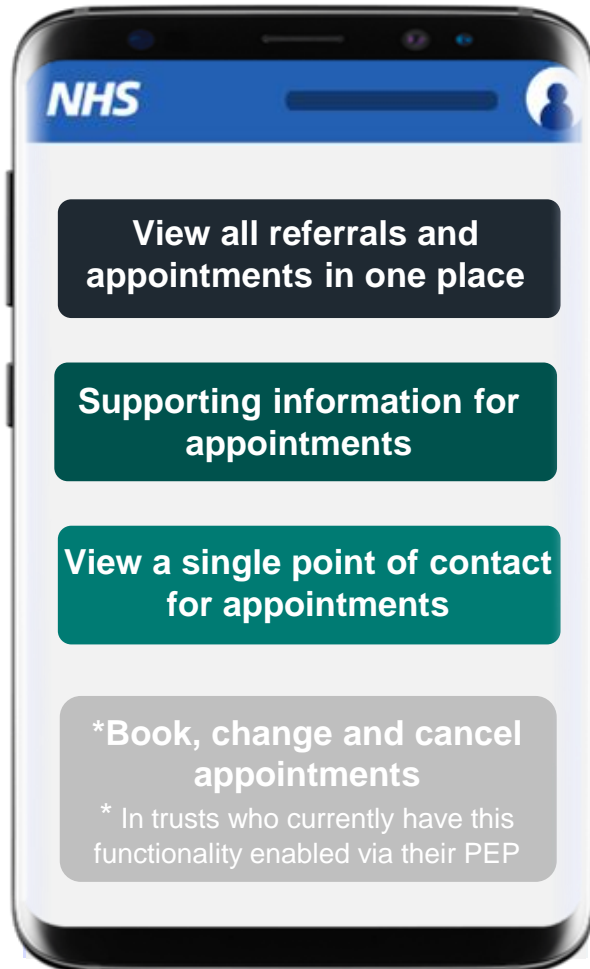 NHS
View all referrals and
appointments in one place
Supporting information for
appointments
View a single point of contact
for appointments
*Book, change and cancel
appointments
* In trusts who currently have this
functionality enabled via their PEP